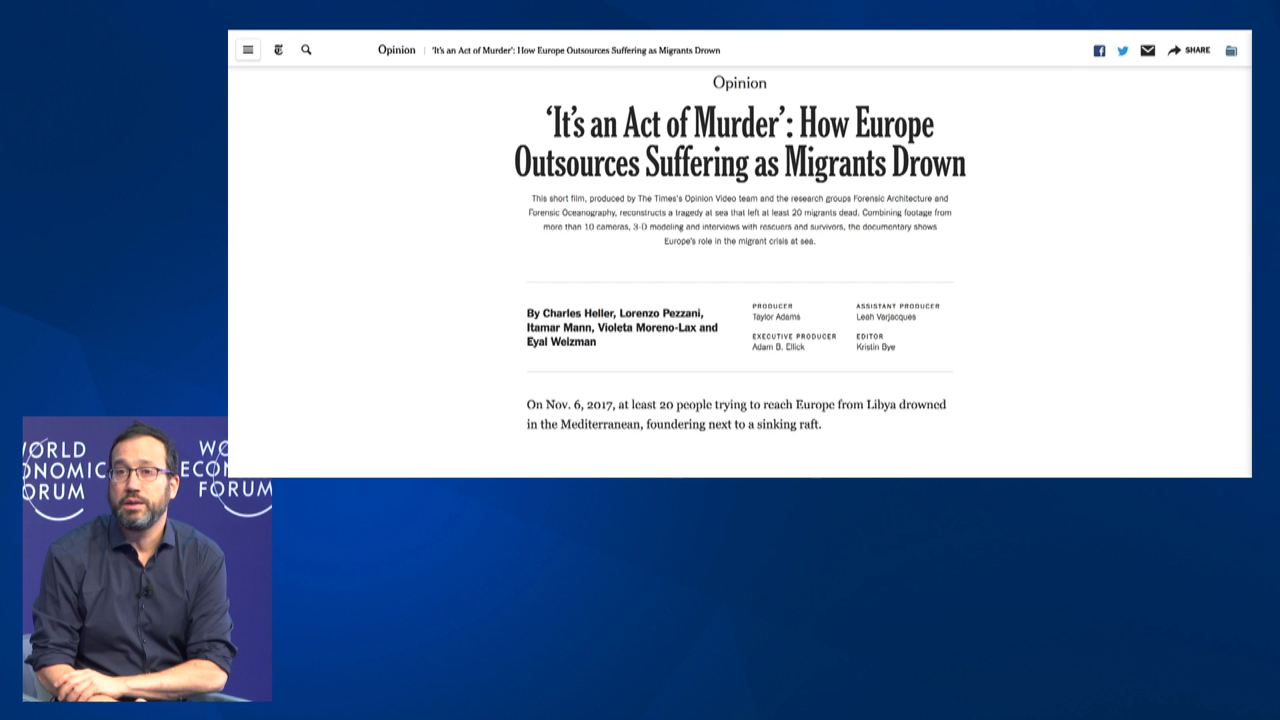 Opinion | 'It's an Act of Murder': How Europe Outsources Suffering as Migrants Drown
SHARE
Opinion
'It's an Act of Murder': How Europe
Outsources Suffering as Migrants Drown
This short film, produced by The Times's Opinion Video team and the research groups Forensic Architecture and
Forensic Oceanography, reconstructs a tragedy at sea that left at least 20 migrants dead. Combining footage from
more than 10 cameras, 3-D modeling and interviews with rescuers and survivors, the documentary shows
Europe's role in the migrant crisis at sea.
By Charles Heller, Lorenzo Pezzani,
Itamar Mann, Violeta Moreno-Lax and
Eyal Weizman
PRODUCER
Taylor Adams
ASSISTANT PRODUCER
Leah Varjacques
EXECUTIVE PRODUCER
Adam B. Ellick
EDITOR
Kristin Bye
On Nov. 6, 2017, at least 20 people trying to reach Europe from Libya drowned
in the Mediterranean, foundering next to a sinking raft.
WORLD
ONOMIC
ORUM
WO
ECON
FORUM